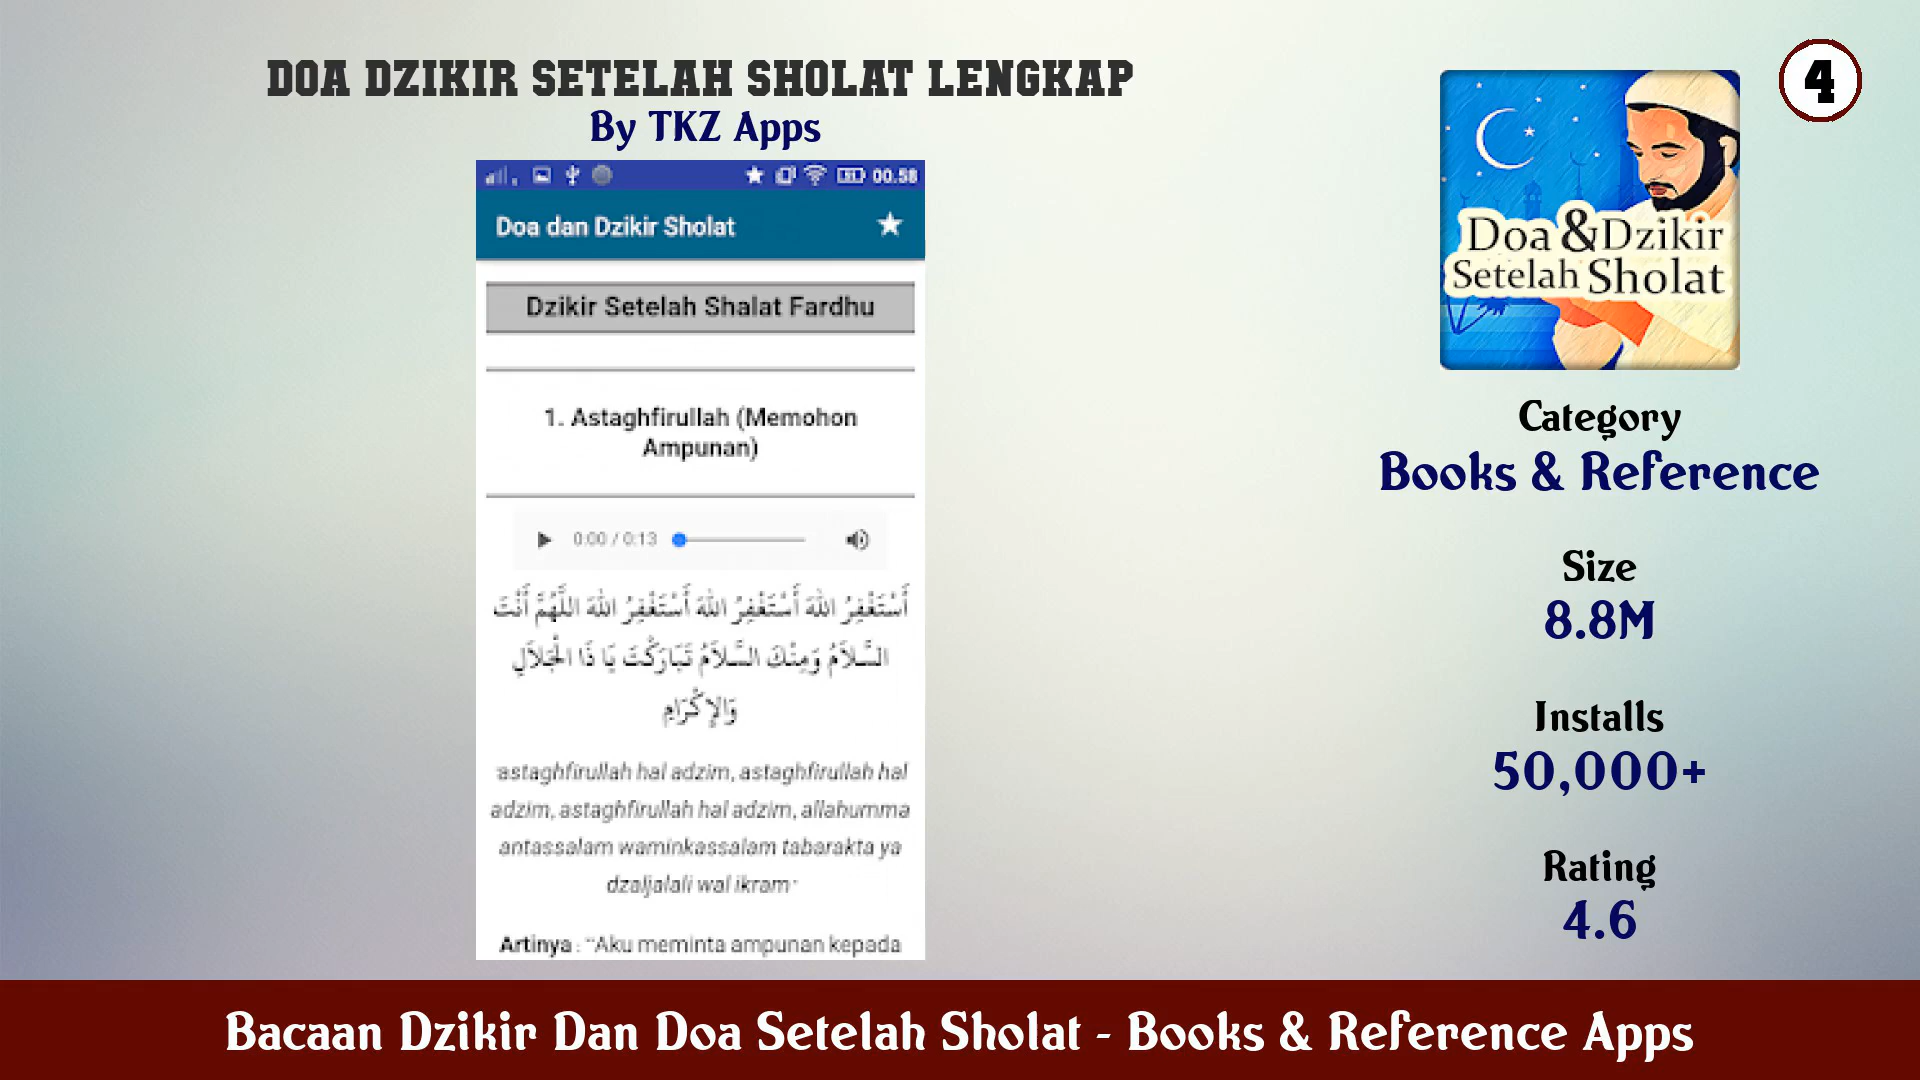 DOA DZIKIR SETELAH SHOLAT LENGKAP
By TKZ Apps
00.58
Doa dan Dzikir Sholat
Dzikir Setelah Shalat Fardhu
1. Astaghfirullah (Memohon
Ampunan)
0:00 / 0:13
أَسْتَغْفِرُ اللهَ أَسْتَغْفِرُ اللهَ أَسْتَغْفِرُ اللهَ اللَّهُمَّ أَنْتَ
السَّلاَمُ وَمِنْكَ السَّلاَمُ تَبَارَكْتَ يَا ذَا الْجَلاَلِ
وَالإِكْرَامِ
"astaghfirullah hal adzim, astaghfirullah hal
adzim, astaghfirullah hal adzim, allahumma
antassalam waminkassalam tabarakta ya
dzaljalali wal ikram"
Artinya : "Aku meminta ampunan kepada
4
Doa & Dzikir
Setelah Sholat
Category
Books & Reference
Size
8.8M
Installs
50,000+
Rating
4.6
Bacaan Dzikir Dan Doa Setelah Sholat - Books & Reference Apps